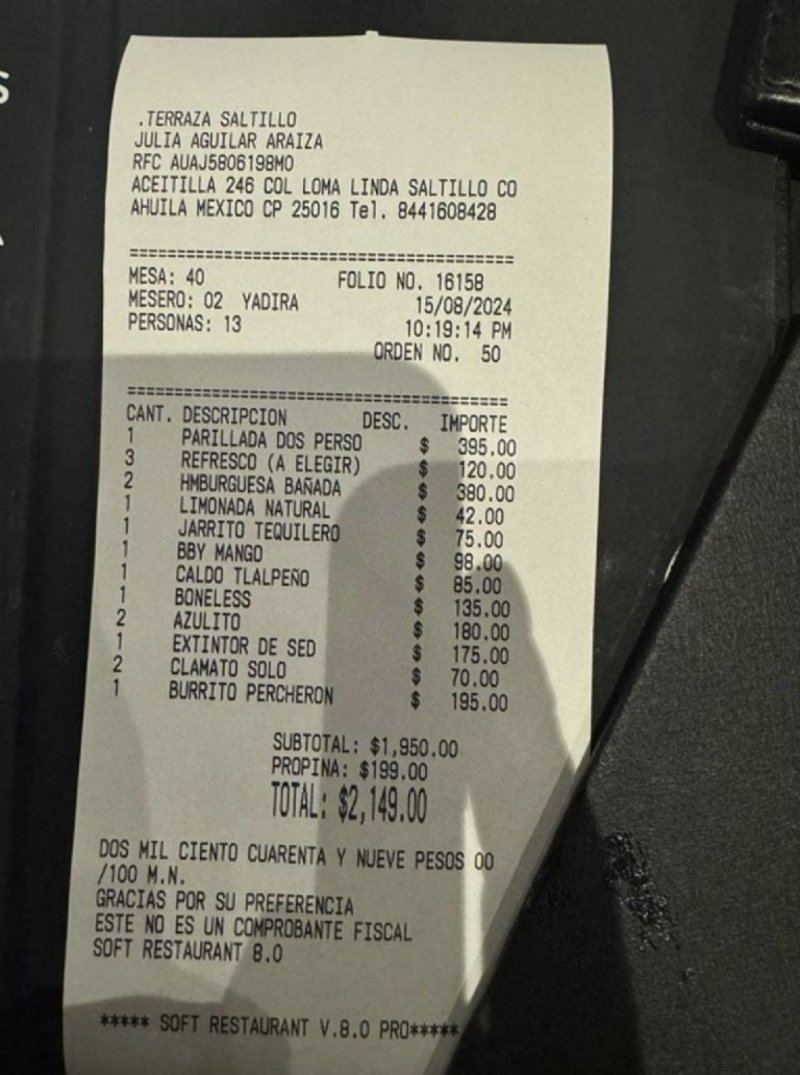 .TERRAZA SALTILLO
JULIA AGUILAR ARAIZA
RFC AUAJ5806198M0
ACEITILLA 246 COL LOMA LINDA SALTILLO CO
AHUILA MEXICO CP 25016 Tel. 8441608428
========================================
MESA: 40 FOLIO NO. 16158
MESERO: 02 YADIRA 15/08/2024
PERSONAS: 13 10:19:14 PM
ORDEN NO. 50
========================================
CANT. DESCRIPCION DESC. IMPORTE
1 PARILLADA DOS PERSO $ 395.00
3 REFRESCO (A ELEGIR) $ 120.00
2 HMBURGUESA BAÑADA $ 380.00
1 LIMONADA NATURAL $ 42.00
1 JARRITO TEQUILERO $ 75.00
1 BBY MANGO $ 98.00
1 CALDO TLALPEÑO $ 85.00
1 BONELESS $ 135.00
2 AZULITO $ 180.00
1 EXTINTOR DE SED $ 175.00
2 CLAMATO SOLO $ 70.00
1 BURRITO PERCHERON $ 195.00
SUBTOTAL: $1,950.00
PROPINA: $199.00
TOTAL: $2,149.00
DOS MIL CIENTO CUARENTA Y NUEVE PESOS 00
/100 M.N.
GRACIAS POR SU PREFERENCIA
ESTE NO ES UN COMPROBANTE FISCAL
SOFT RESTAURANT 8.0
***** SOFT RESTAURANT V.8.0 PRO*****